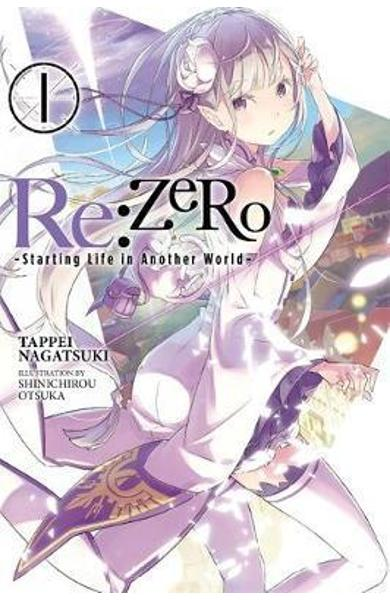 1
Re:ZeRo
-Starting Life in Another World-
TAPPEI
NAGATSUKI
ILLUSTRATION BY
SHINICHIROU
OTSUKA